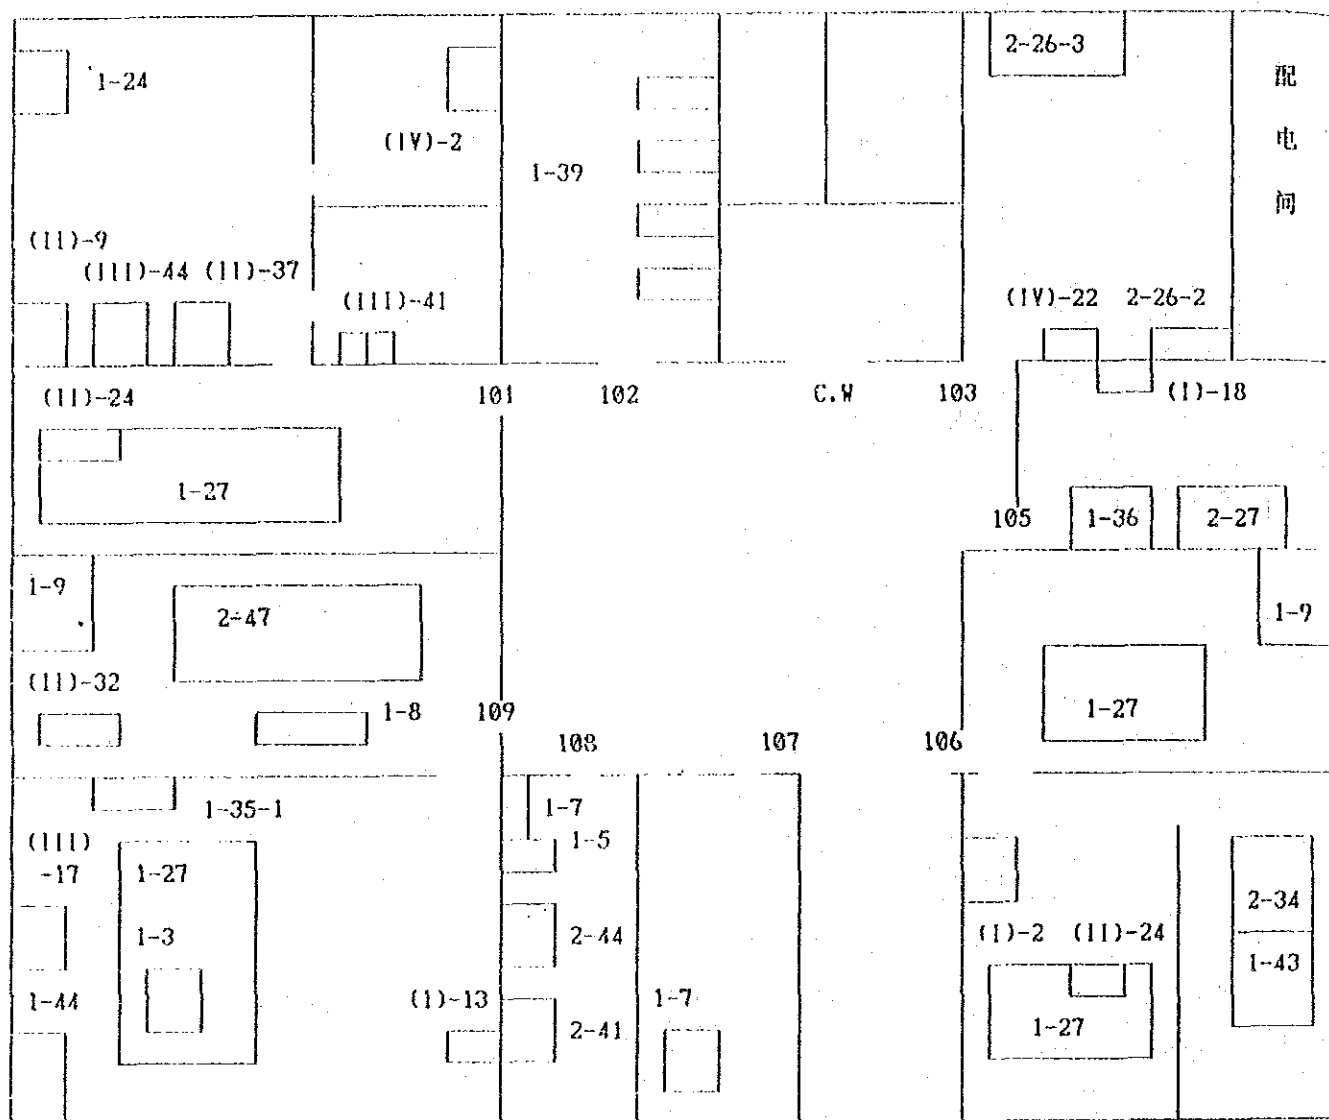 2-26-3
1-24
配
电
间
(IV)-2
1-39
(II)-9
(III)-44 (II)-37
(III)-41
(IV)-22 2-26-2
(II)-24
101
102
C.W
103
(I)-18
1-27
105
1-36
2-27
1-9
2-47
1-9
(II)-32
1-8
109
1-27
108
107
106
1-35-1
1-7
1-5
(III)
-17
1-27
1-3
2-44
(I)-2 (II)-24
2-34
1-43
1-44
(I)-13
1-7
2-41
1-27